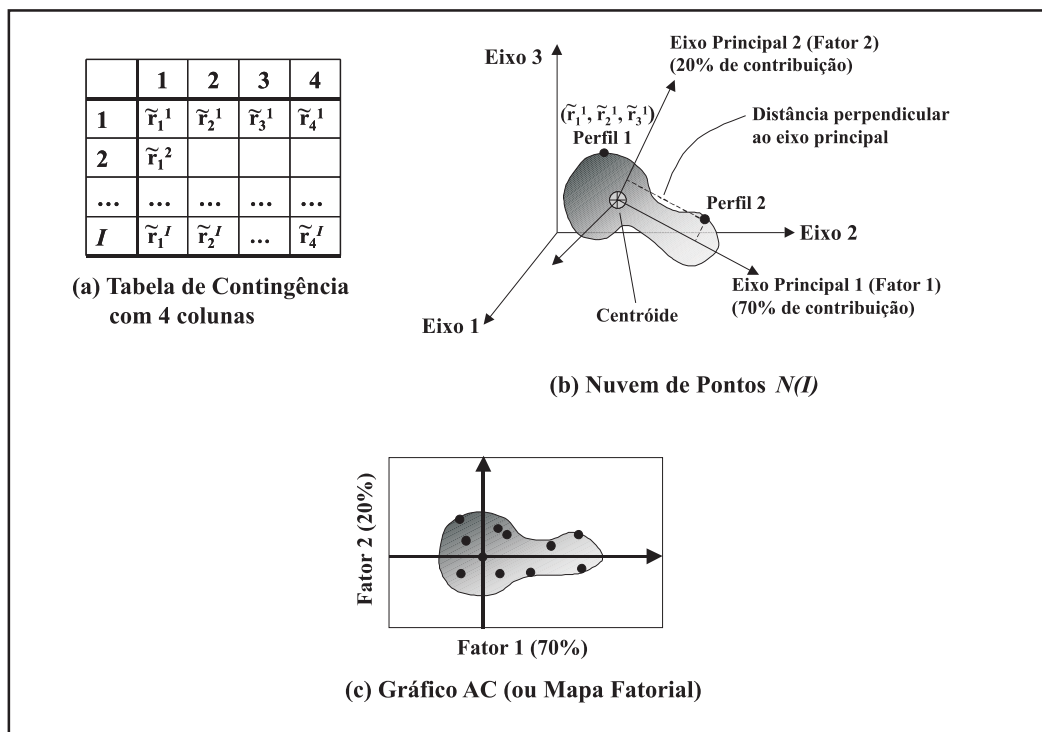 1 2 3 4
1 r̃₁¹ r̃₂¹ r̃₃¹ r̃₄¹
2 r̃₁²
... ... ... ... ...
I r̃₁ᴵ r̃₂ᴵ ... r̃₄ᴵ
(a) Tabela de Contingência
com 4 colunas
Eixo 3
Eixo Principal 2 (Fator 2)
(20% de contribuição)
(r̃₁¹, r̃₂¹, r̃₃¹)
Perfil 1
Distância perpendicular
ao eixo principal
Perfil 2
Eixo 2
Eixo Principal 1 (Fator 1)
(70% de contribuição)
Centróide
Eixo 1
(b) Nuvem de Pontos N(I)
Fator 2 (20%)
Fator 1 (70%)
(c) Gráfico AC (ou Mapa Fatorial)